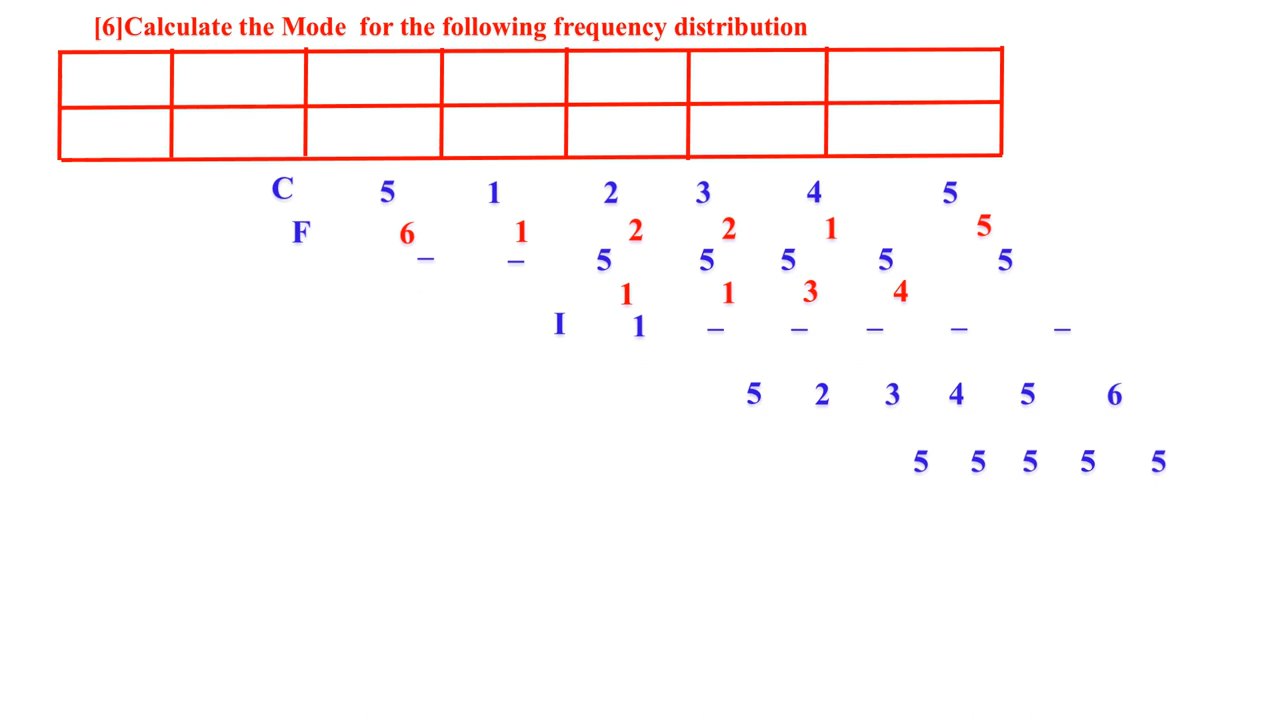 [6]Calculate the Mode for the following frequency distribution
C 5 1 2 3 4 5
F 6 1 2 2 1 5
– – 5 5 5 5 5
1 1 3 4
I 1 – – – – –
5 2 3 4 5 6
5 5 5 5 5